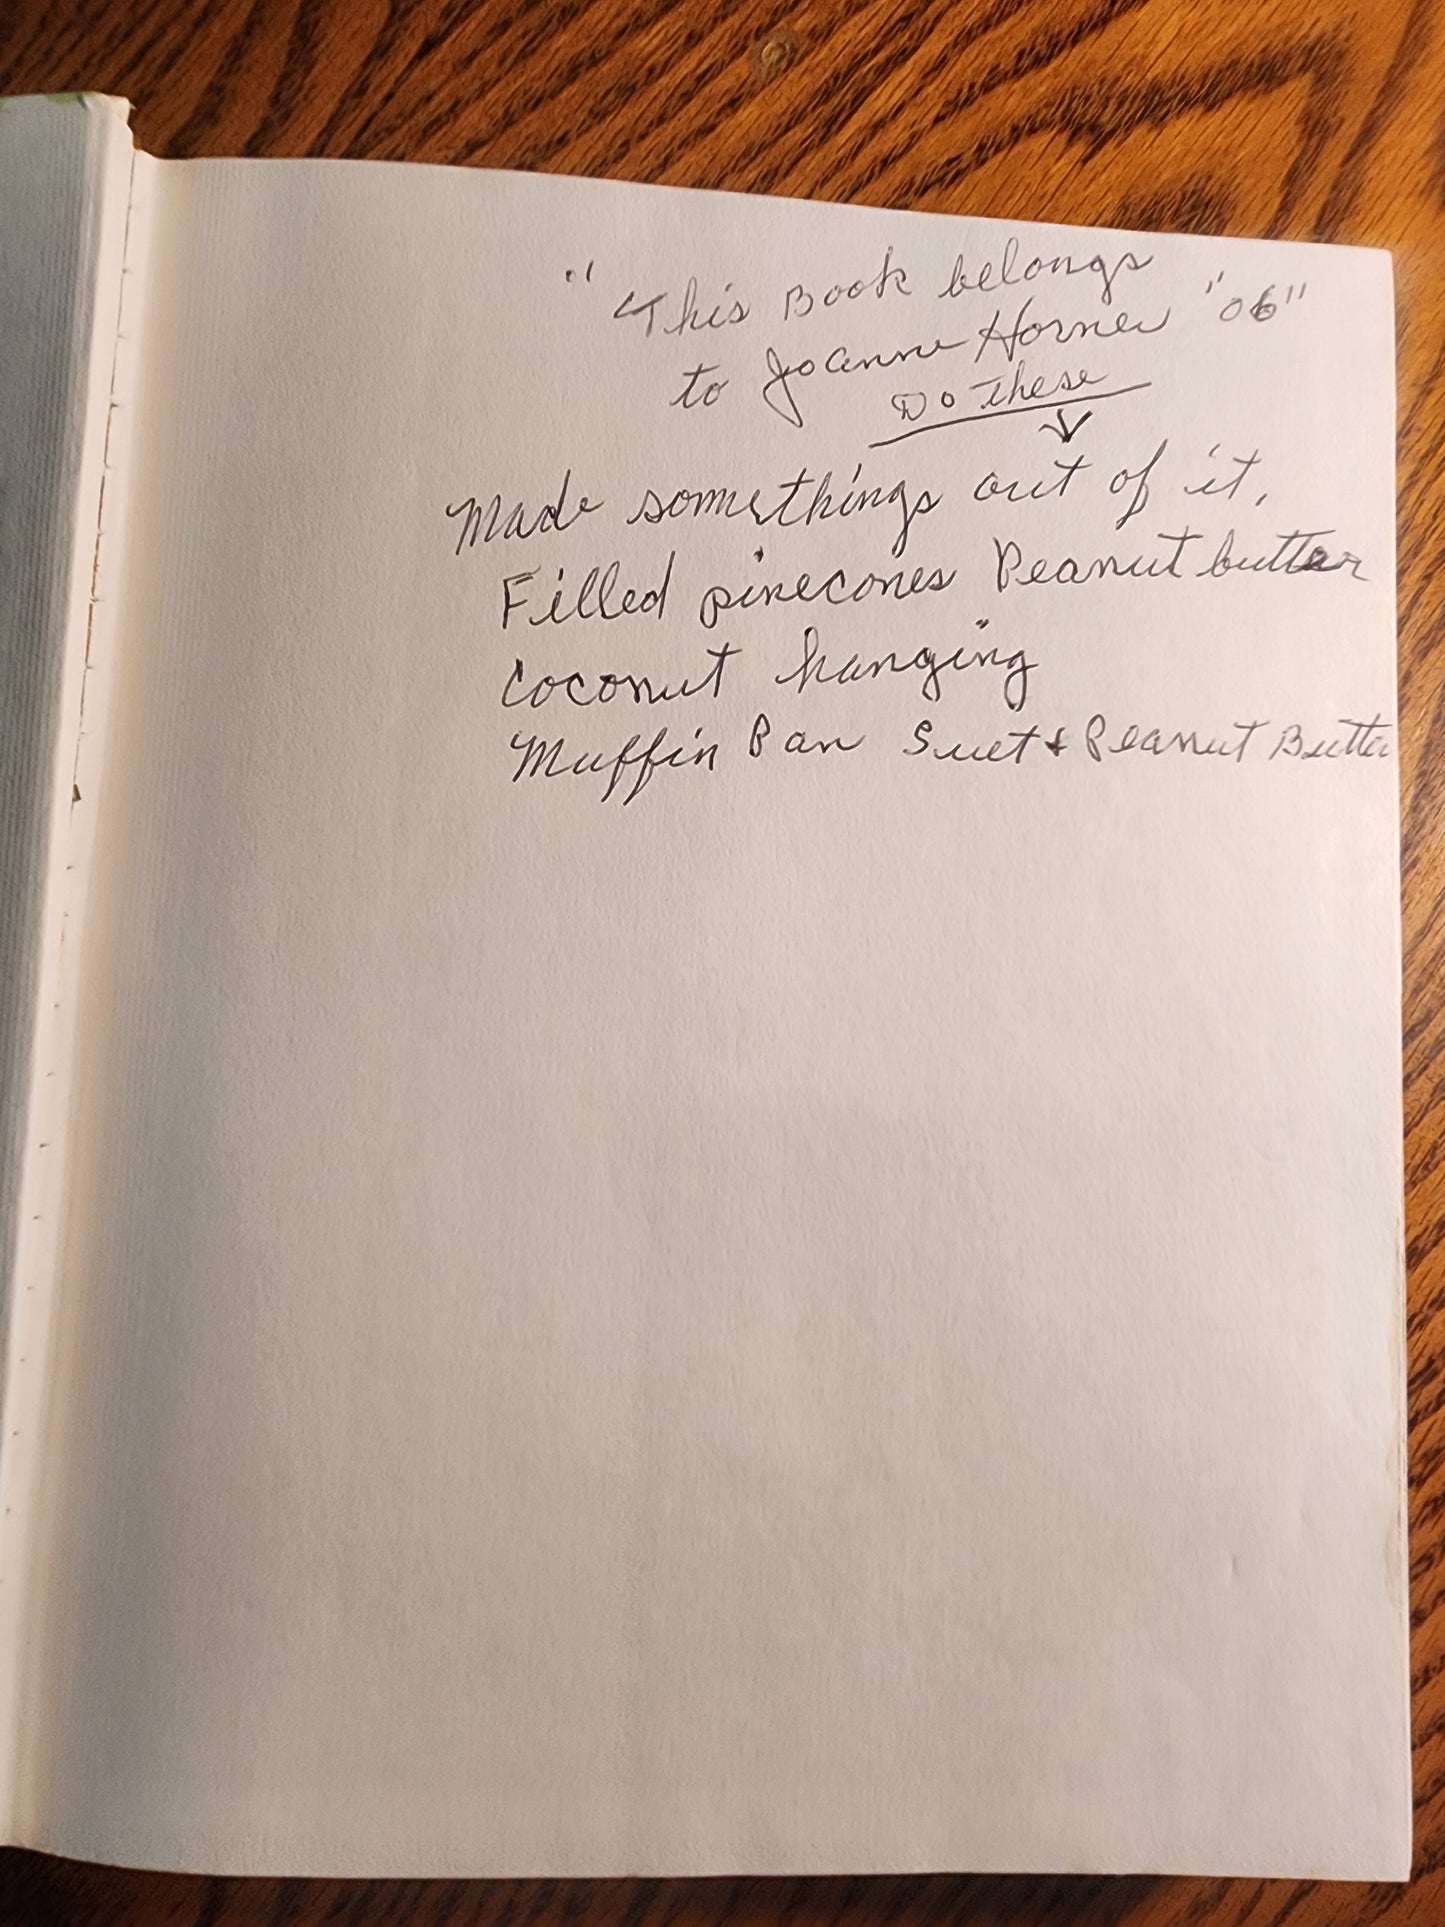 " This Book belongs
to Joanne Horner "06"
Do These
↓
Made somethings out of it,
Filled pinecones Peanut butter
Coconut hanging
Muffin Pan Suet & Peanut Butter